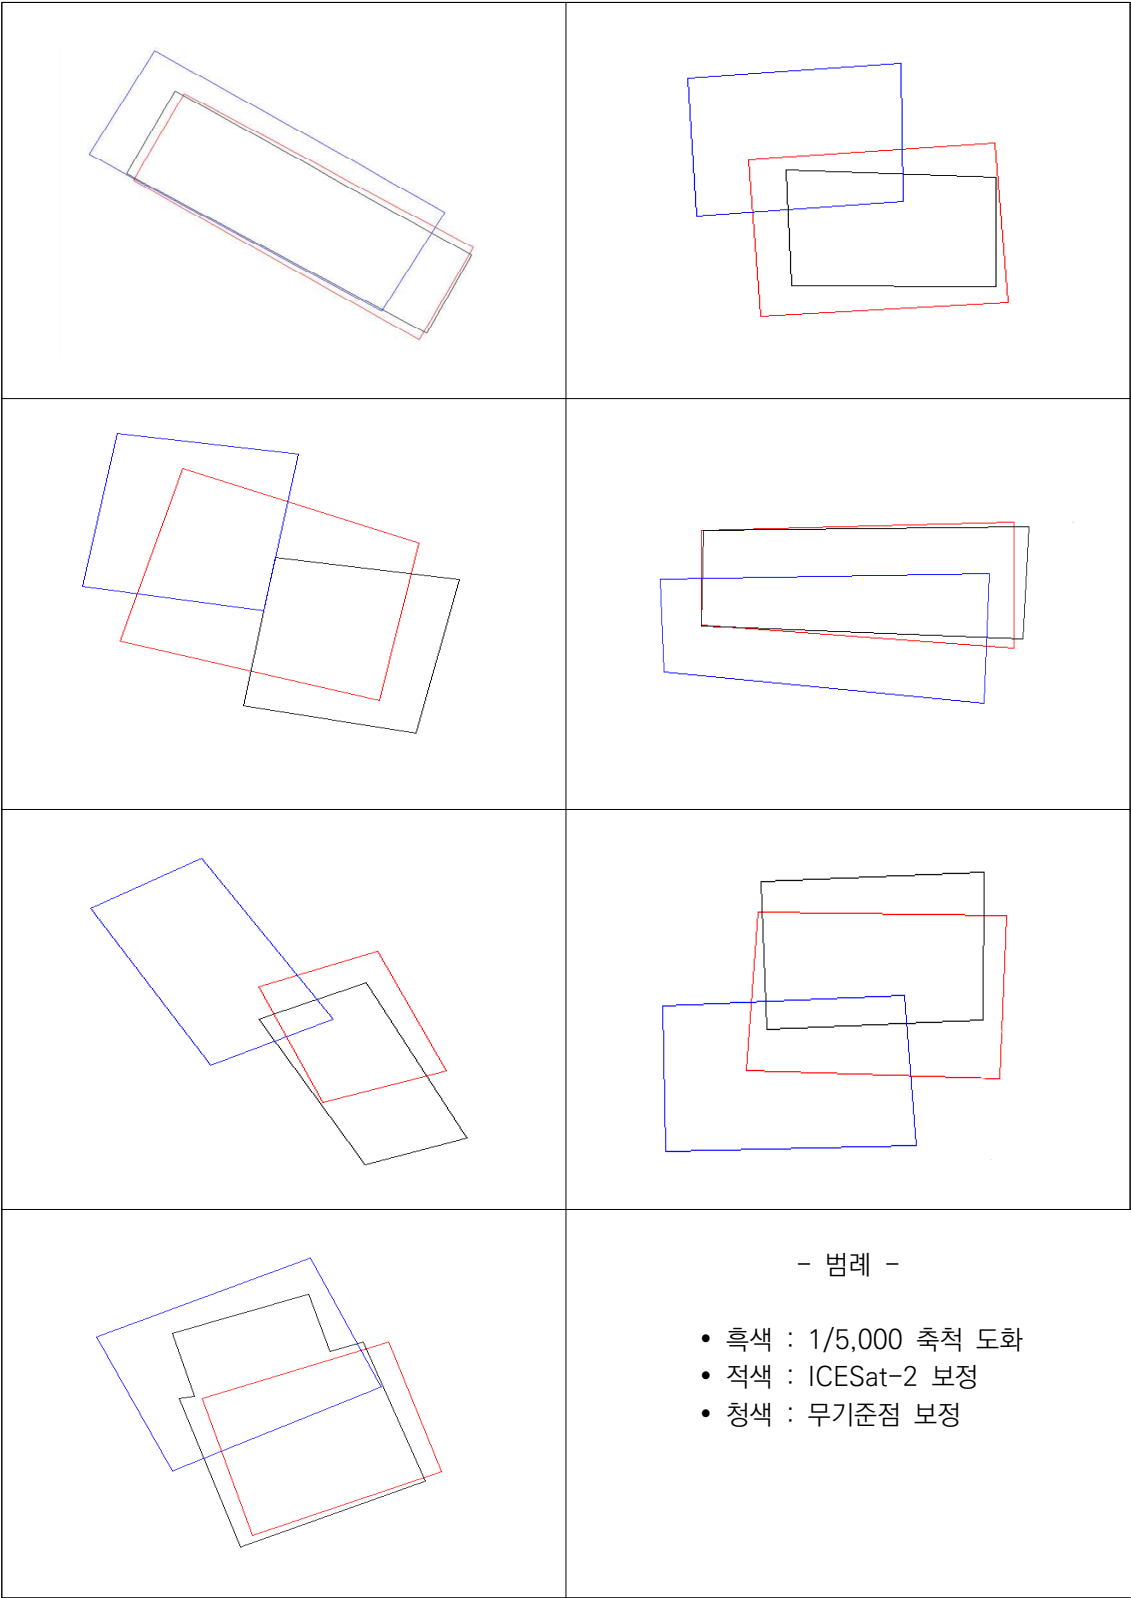 - 범례 -
• 흑색 : 1/5,000 축척 도화
• 적색 : ICESat-2 보정
• 청색 : 무기준점 보정